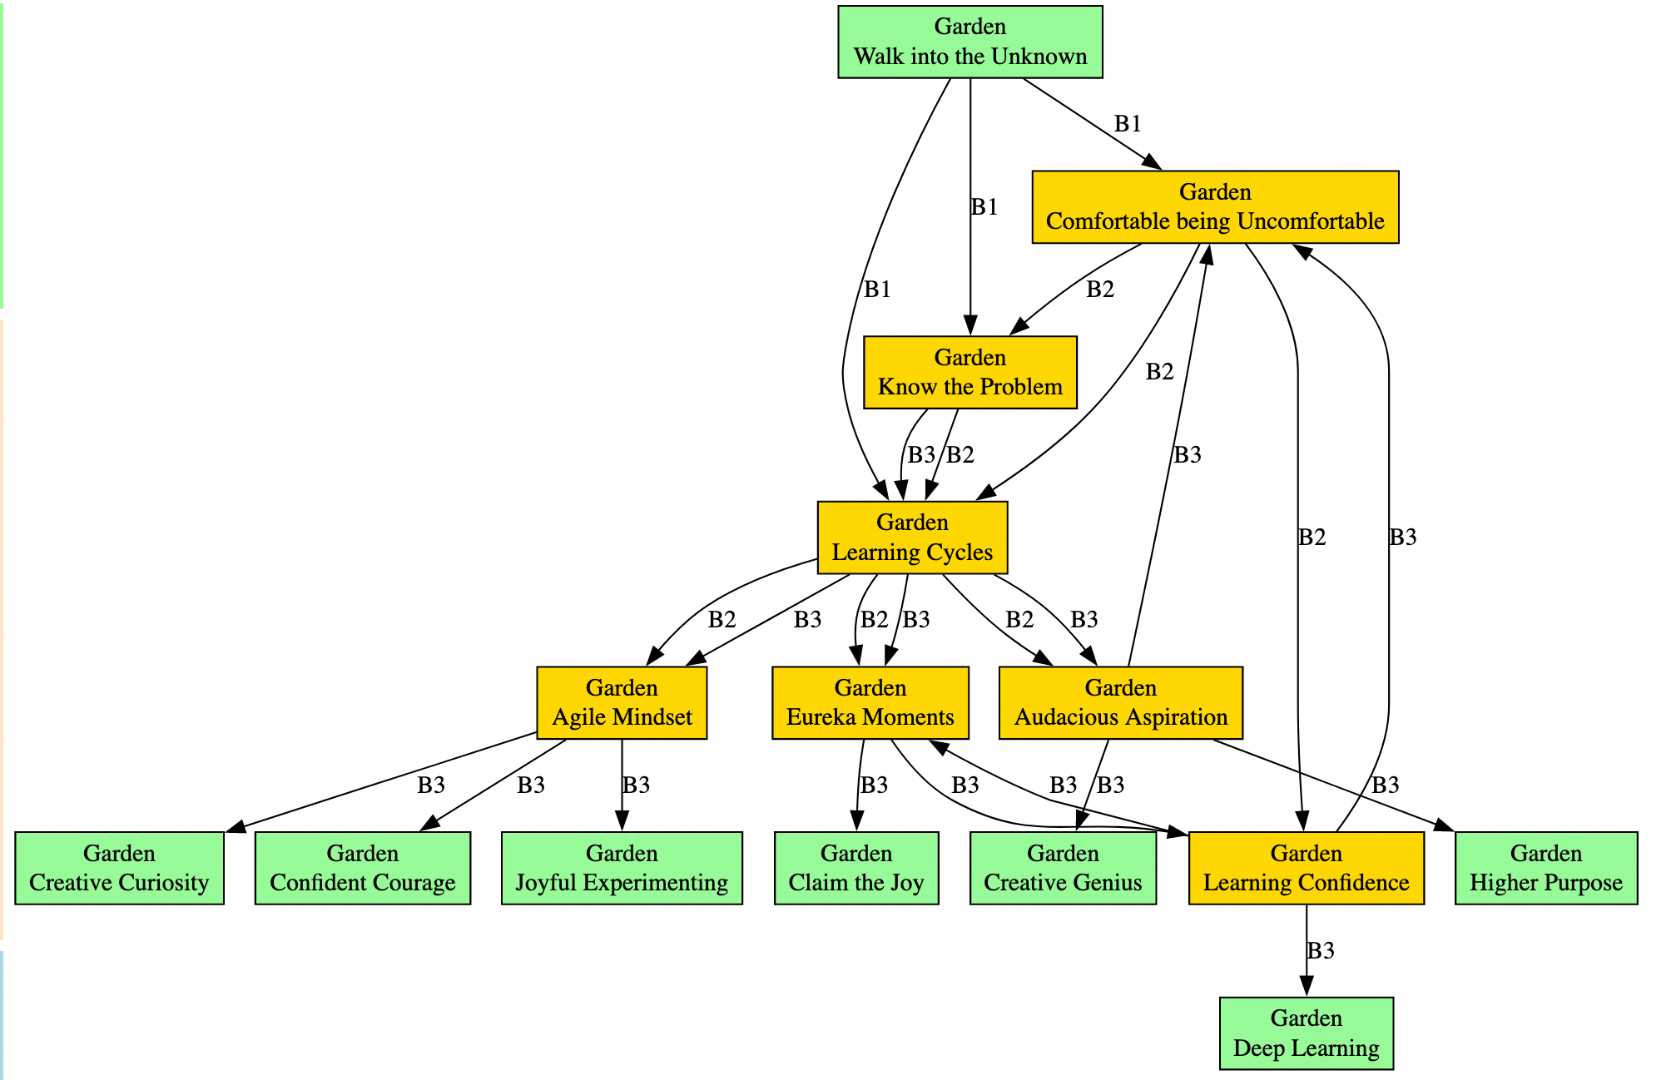 Garden
Walk into the Unknown
B1
Garden
Comfortable being Uncomfortable
B1
B1
B2
Garden
Know the Problem
B2
B3
B2
B3
Garden
Learning Cycles
B2
B3
B2
B3
B2
B3
B2
B3
Garden
Agile Mindset
Garden
Eureka Moments
Garden
Audacious Aspiration
B3
B3
B3
B3
B3
B3
B3
B3
Garden
Creative Curiosity
Garden
Confident Courage
Garden
Joyful Experimenting
Garden
Claim the Joy
Garden
Creative Genius
Garden
Learning Confidence
Garden
Higher Purpose
B3
Garden
Deep Learning